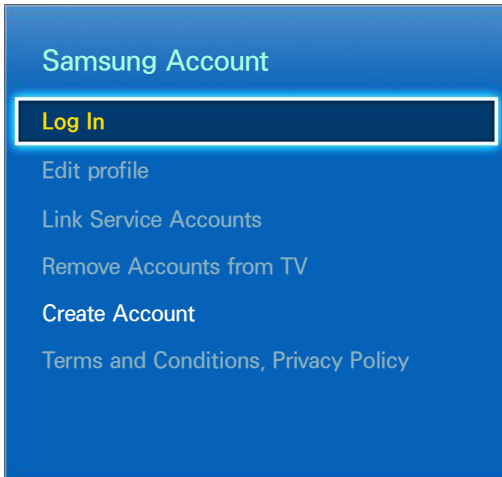 Samsung Account
Log In
Edit profile
Link Service Accounts
Remove Accounts from TV
Create Account
Terms and Conditions, Privacy Policy